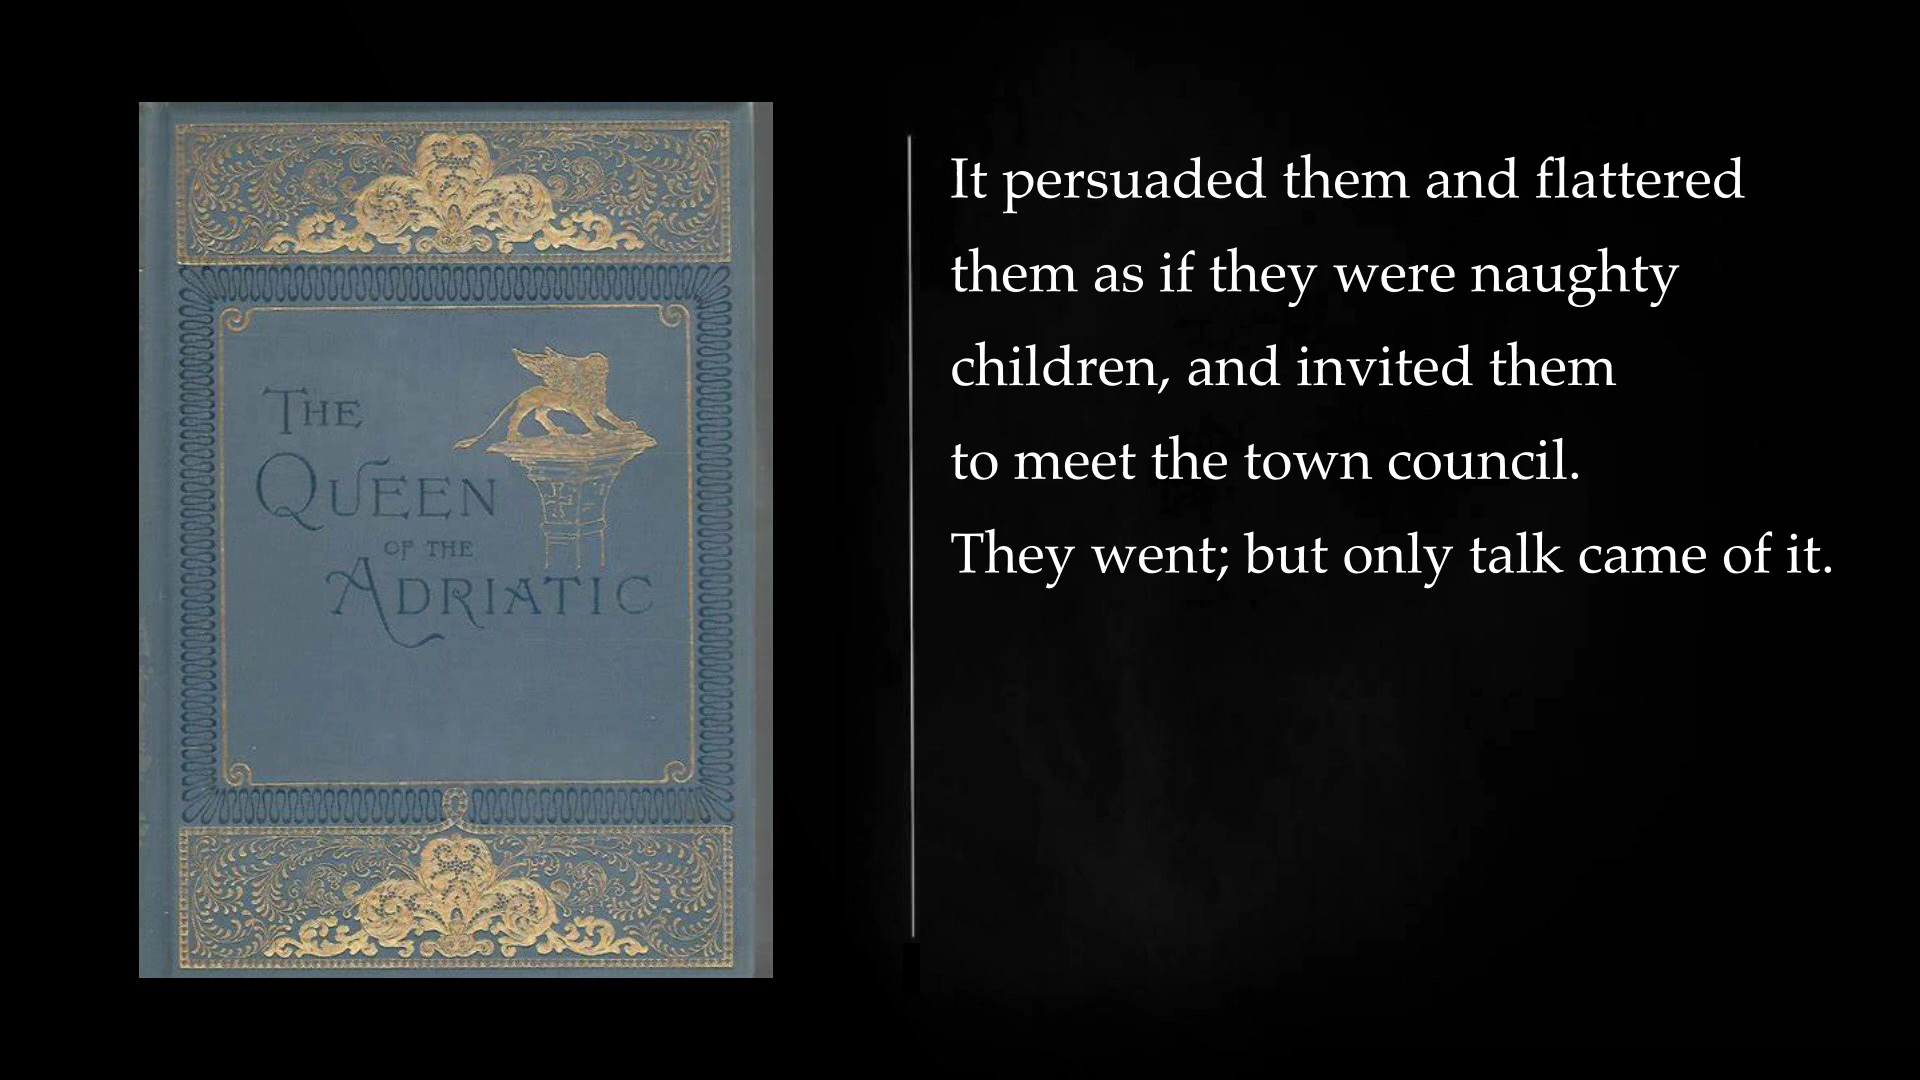 The
Queen
of the
Adriatic
It persuaded them and flattered
them as if they were naughty
children, and invited them
to meet the town council.
They went; but only talk came of it.